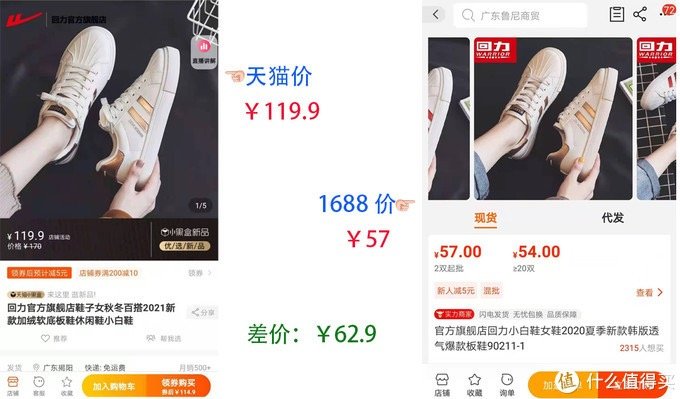 回力官方旗舰店
直播讲解
1/5
¥119.9 店铺活动
价格 ¥170
小黑盒新品
优/选/新/品
领券后预计减5元
店铺券满200减10
领券 >
天猫小黑盒 来这里 逛新品!
回力官方旗舰店鞋子女秋冬百搭2021新
款加绒软底板鞋休闲鞋小白鞋
分享
推荐
帮我选
发货
广东揭阳
快递: 免运费
月销500+
店铺
客服
收藏
加入购物车
领券购买
券后¥114.9
天猫价
¥119.9
1688 价
¥57
差价：¥62.9
广东鲁尼商贸
72
回力
WARRIOR
现货
代发
¥57.00
2双起批
¥54.00
≥20双
新人减5元
混批
查看 >
实力商家 闪电发货 无忧包换 品质保障
官方旗舰店回力小白鞋女鞋2020夏季新款韩版透
气爆款板鞋90211-1
2315人想买
店铺
收藏
询单
值 什么值得买